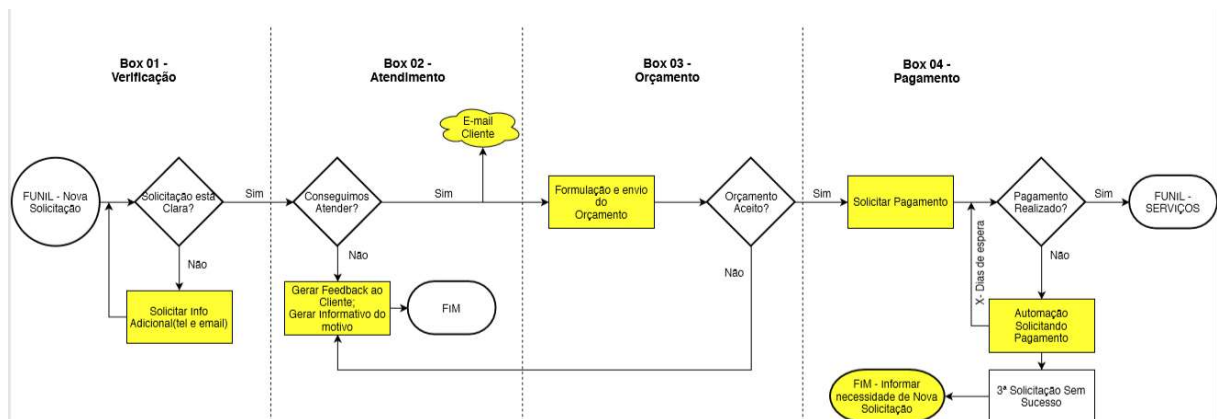 Box 01 -
Verificação
Box 02 -
Atendimento
Box 03 -
Orçamento
Box 04 -
Pagamento
E-mail
Cliente
FUNIL - Nova
Solicitação
Solicitação está
Clara?
Sim
Conseguimos
Atender?
Sim
Formulação e envio
do
Orçamento
Orçamento
Aceito?
Sim
Solicitar Pagamento
Pagamento
Realizado?
Sim
FUNIL -
SERVIÇOS
Não
Não
Não
Não
X- Dias de espera
Solicitar Info
Adicional(tel e email)
Gerar Feedback ao
Cliente;
Gerar Informativo do
motivo
FIM
Automação
Solicitando
Pagamento
FIM - Informar
necessidade de Nova
Solicitação
3ª Solicitação Sem
Sucesso